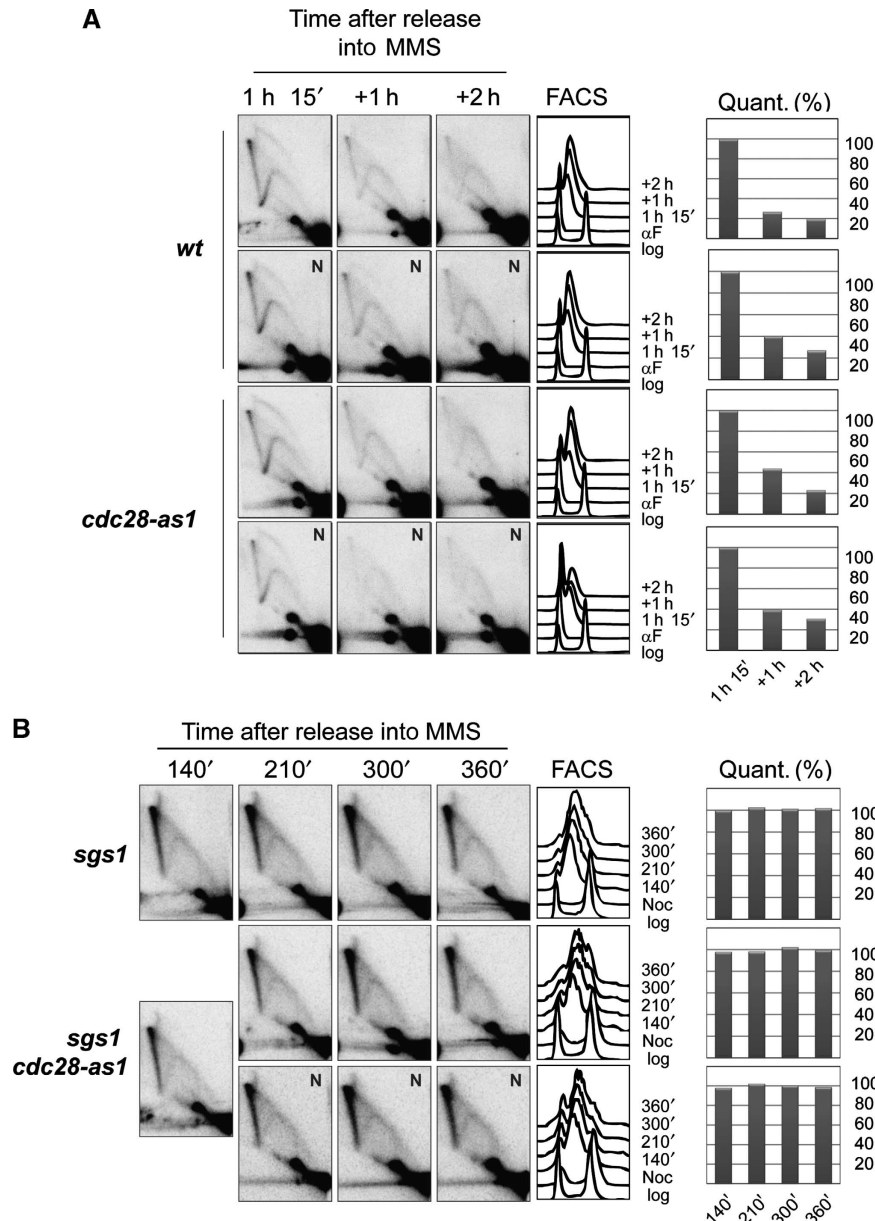 A
Time after release
into MMS
1 h 15′ +1 h +2 h FACS Quant. (%)
wt
+2 h
+1 h
1 h 15′
αF
log
100
80
60
40
20
N N N
+2 h
+1 h
1 h 15′
αF
log
100
80
60
40
20
cdc28-as1
+2 h
+1 h
1 h 15′
αF
log
100
80
60
40
20
N N N
+2 h
+1 h
1 h 15′
αF
log
100
80
60
40
20
1 h 15′ +1 h +2 h
B
Time after release into MMS
140′ 210′ 300′ 360′ FACS Quant. (%)
sgs1
360′
300′
210′
140′
Noc
log
100
80
60
40
20
sgs1
cdc28-as1
360′
300′
210′
140′
Noc
log
100
80
60
40
20
N N N
360′
300′
210′
140′
Noc
log
100
80
60
40
20
140′ 210′ 300′ 360′